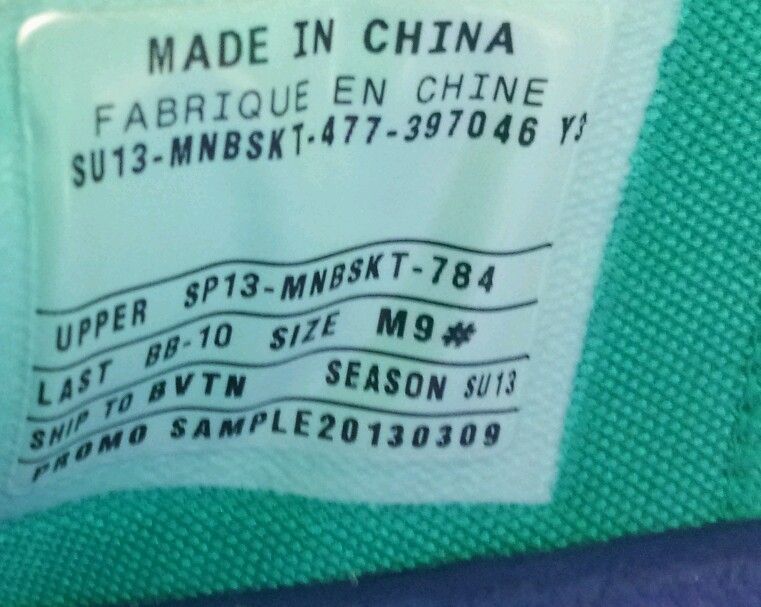 MADE IN CHINA
FABRIQUE EN CHINE
SU13-MNBSKT-477-397046
UPPER SP13-MNBSKT-784
LAST BB-10 SIZE M9#
SHIP TO BVTN SEASON SU13
PROMO SAMPLE20130309